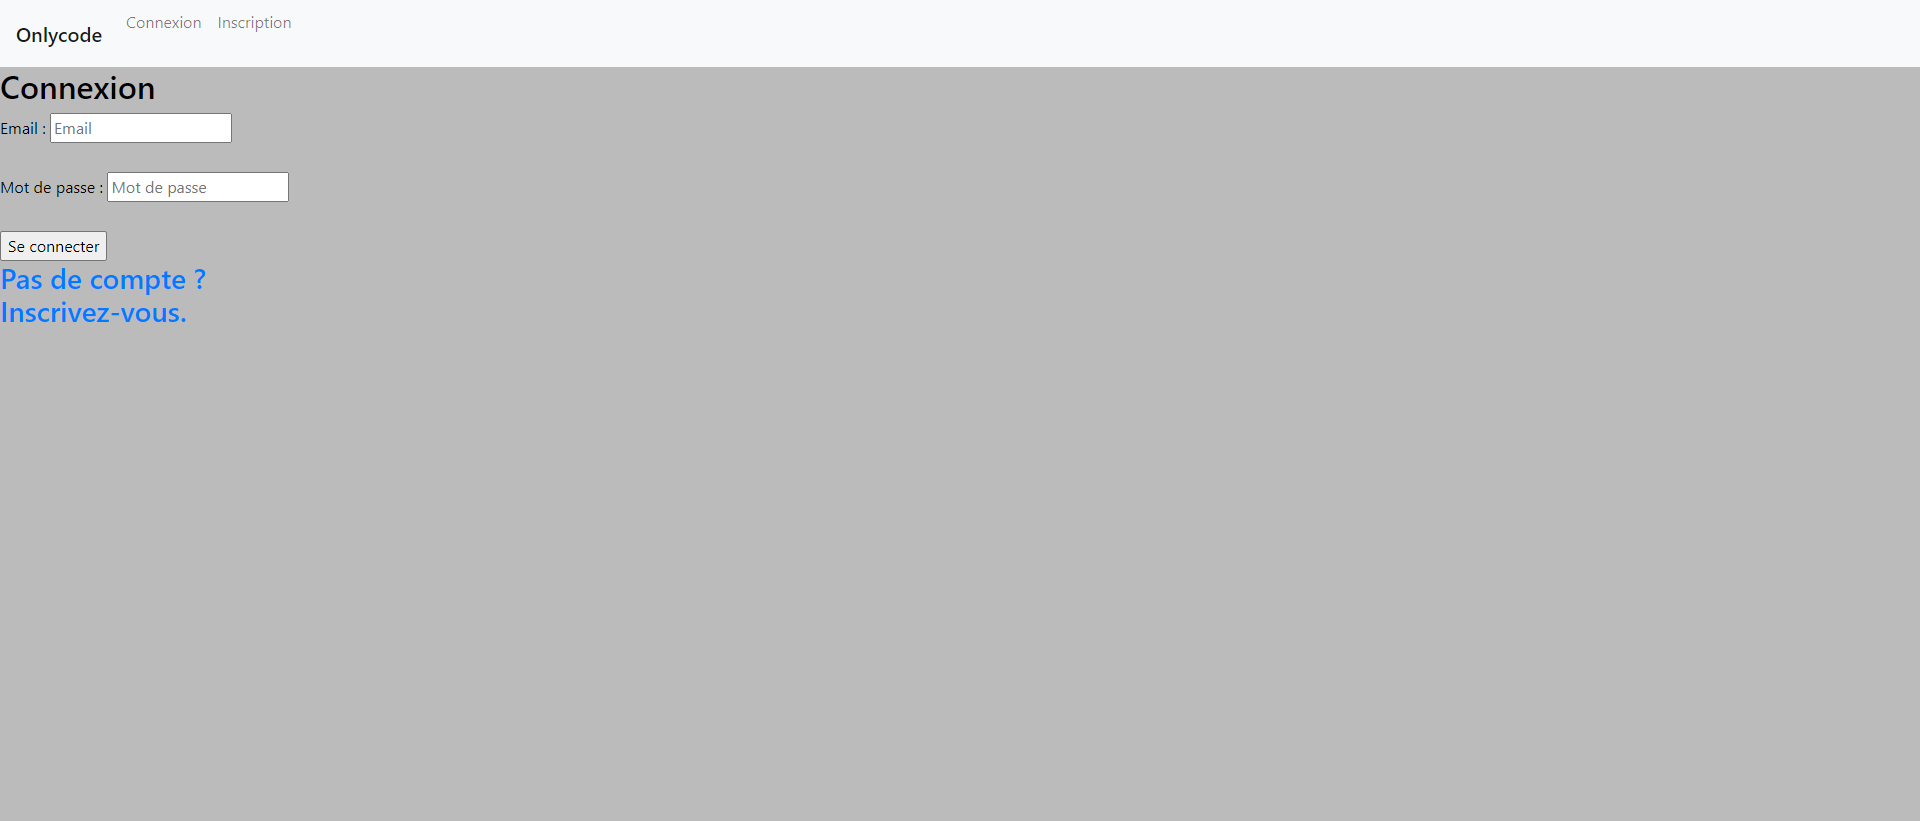 Onlycode Connexion Inscription
Connexion
Email : Email
Mot de passe : Mot de passe
Se connecter
Pas de compte ?
Inscrivez-vous.